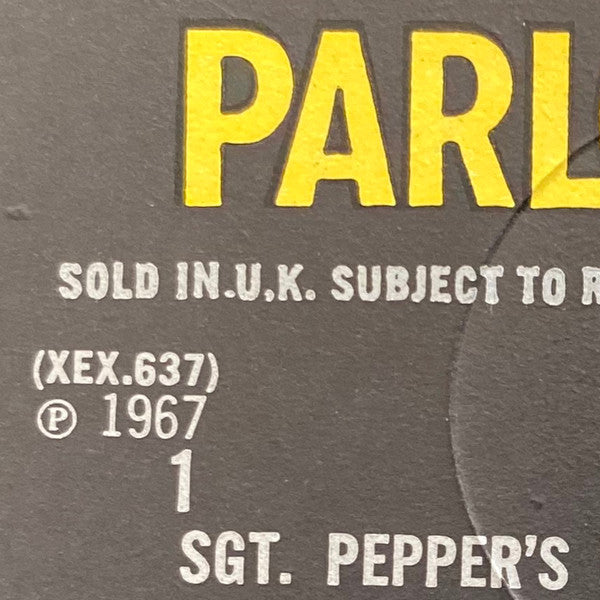 PARL
SOLD IN.U.K. SUBJECT TO R
(XEX.637)
℗ 1967
1
SGT. PEPPER'S